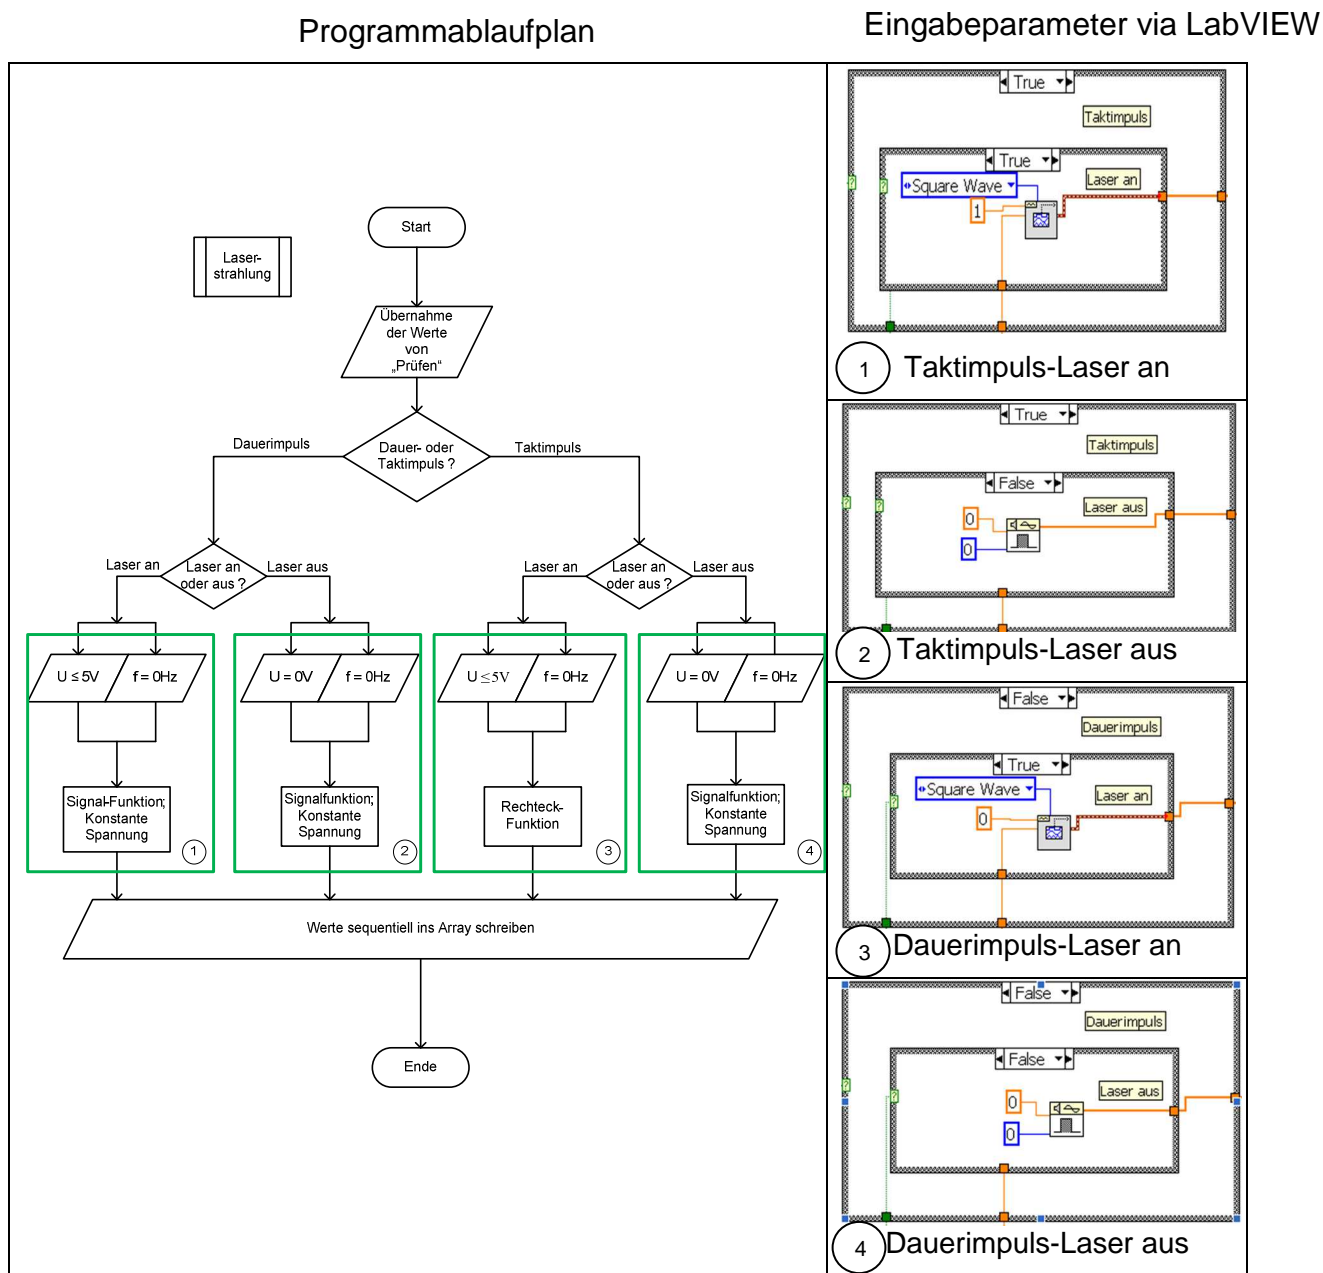 Programmablaufplan
Eingabeparameter via LabVIEW
Start
Laser-
strahlung
Übernahme
der Werte
von
„Prüfen“
Dauerimpuls
Dauer- oder
Taktimpuls ?
Taktimpuls
Laser an
Laser an
oder aus ?
Laser aus
Laser an
Laser an
oder aus ?
Laser aus
U ≤ 5V
f = 0Hz
U = 0V
f = 0Hz
U ≤ 5V
f = 0Hz
U = 0V
f = 0Hz
Signal-Funktion;
Konstante
Spannung
1
Signalfunktion;
Konstante
Spannung
2
Rechteck-
Funktion
3
Signalfunktion;
Konstante
Spannung
4
Werte sequentiell ins Array schreiben
Ende
True
Taktimpuls
True
Square Wave
Laser an
1
?
?
1 Taktimpuls-Laser an
True
Taktimpuls
False
Laser aus
0
0
?
?
2 Taktimpuls-Laser aus
False
Dauerimpuls
True
Square Wave
Laser an
0
?
?
3 Dauerimpuls-Laser an
False
Dauerimpuls
False
Laser aus
0
0
?
?
4 Dauerimpuls-Laser aus